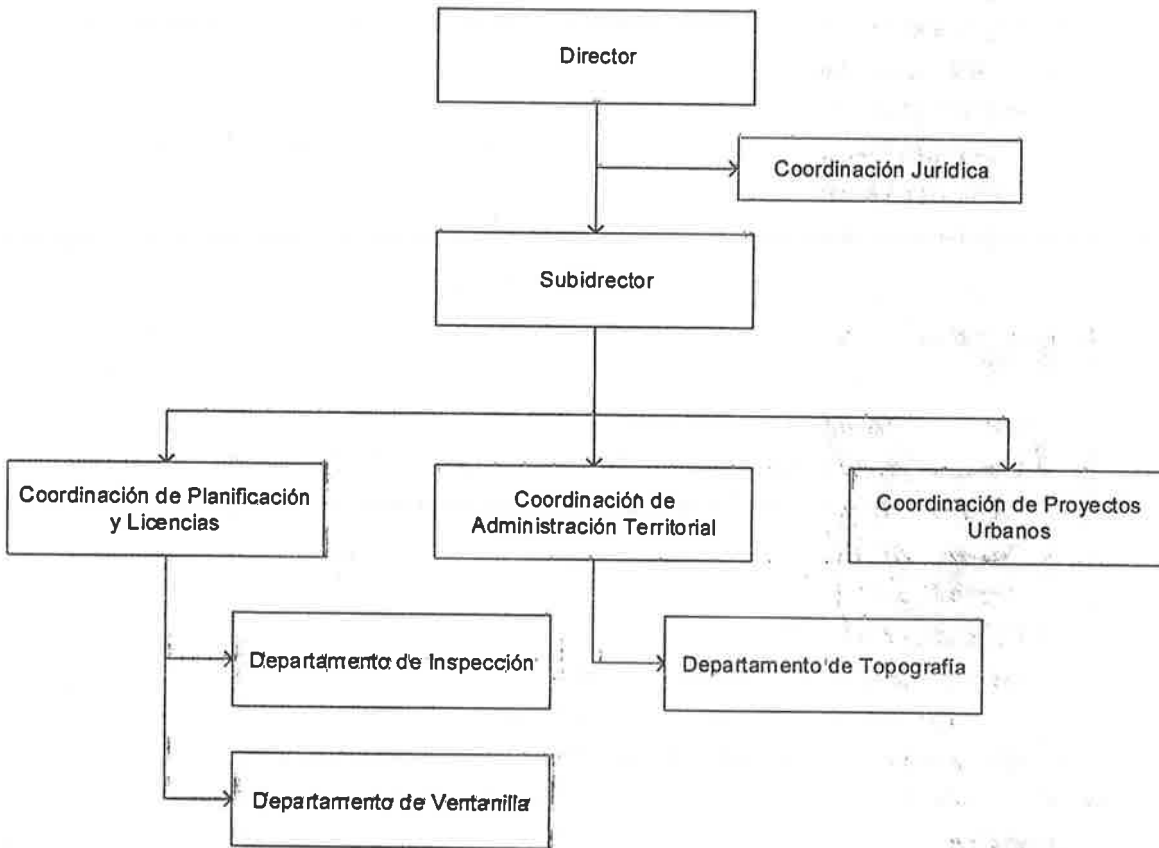 Director
Coordinación Jurídica
Subidrector
Coordinación de Planificación
y Licencias
Coordinación de
Administración Territorial
Coordinación de Proyectos
Urbanos
Departamento de Inspección
Departamento de Topografía
Departamento de Ventanilla